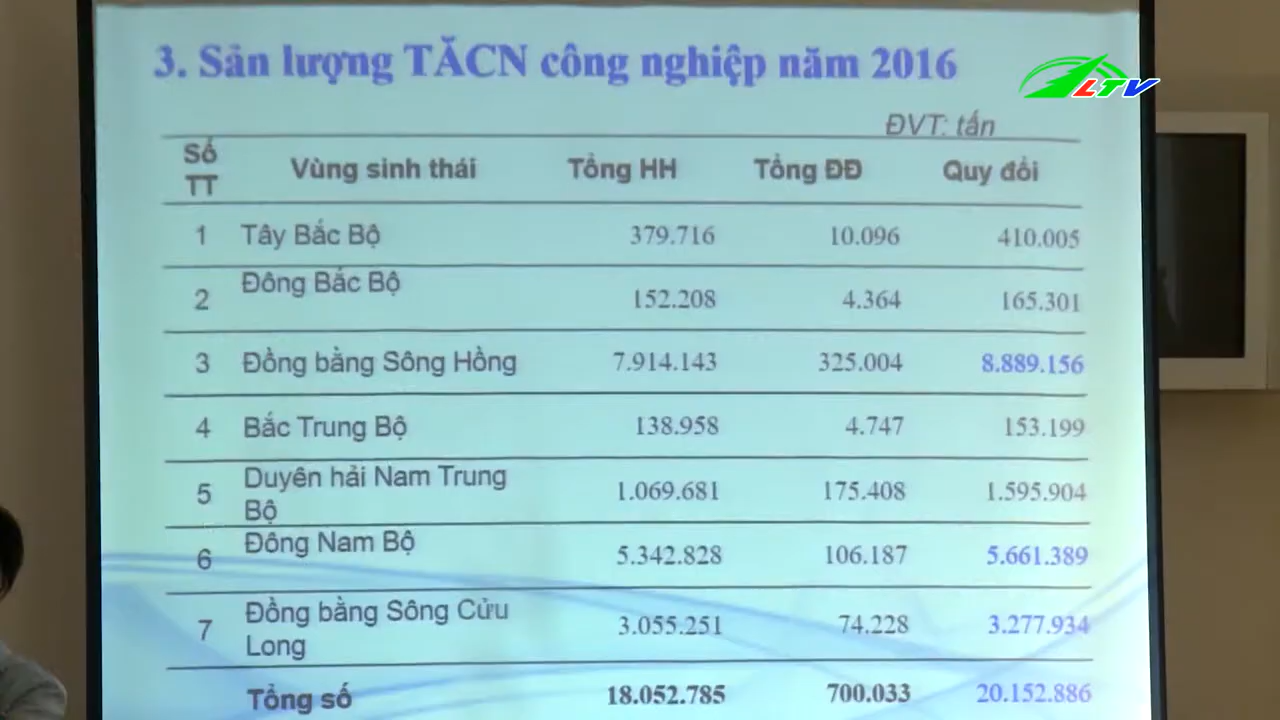 3. Sản lượng TĂCN công nghiệp năm 2016
LTV
ĐVT: tấn
Số TT Vùng sinh thái Tổng HH Tổng ĐĐ Quy đổi
1 Tây Bắc Bộ 379.716 10.096 410.005
2 Đông Bắc Bộ 152.208 4.364 165.301
3 Đồng bằng Sông Hồng 7.914.143 325.004 8.889.156
4 Bắc Trung Bộ 138.958 4.747 153.199
5 Duyên hải Nam Trung Bộ 1.069.681 175.408 1.595.904
6 Đông Nam Bộ 5.342.828 106.187 5.661.389
7 Đồng bằng Sông Cửu Long 3.055.251 74.228 3.277.934
Tổng số 18.052.785 700.033 20.152.886